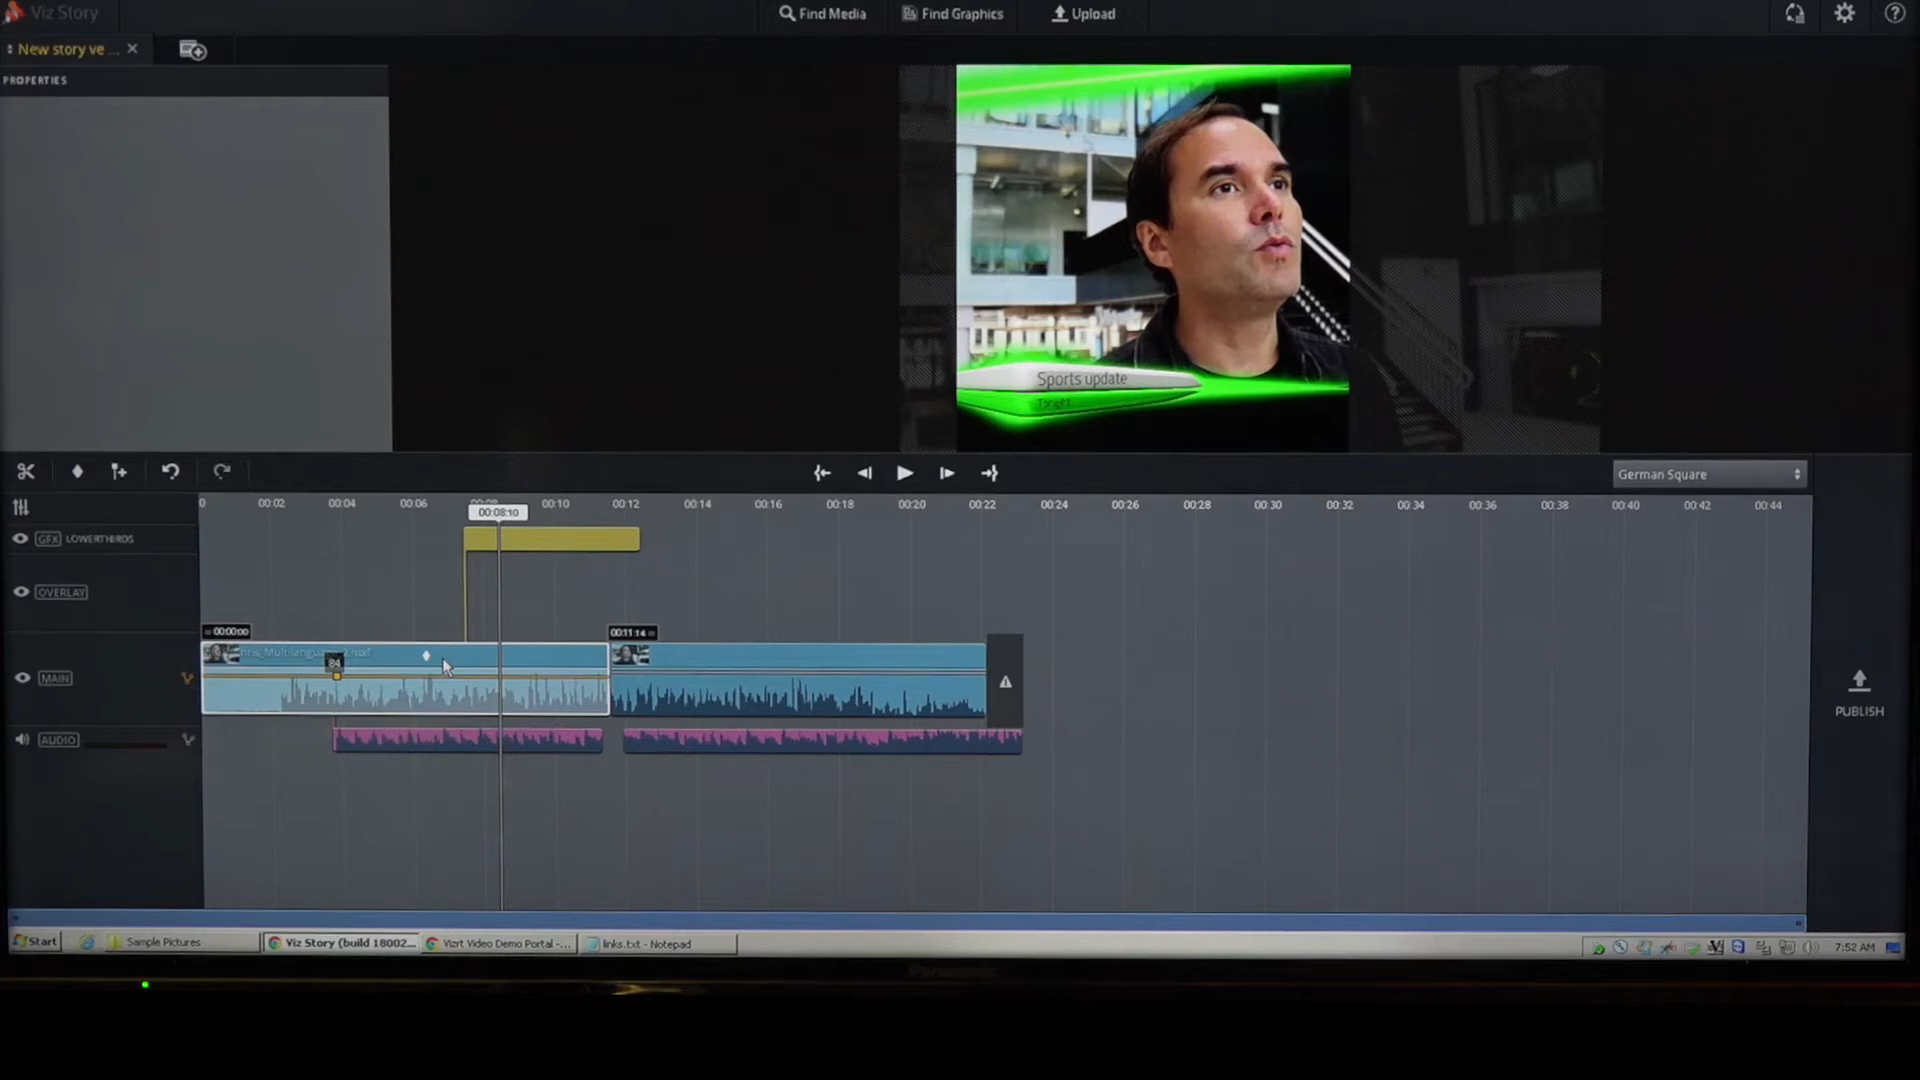 Viz Story
Find Media
Find Graphics
Upload
New story ve ...
PROPERTIES
Sports update
Tonight
German Square
0 00:02 00:04 00:06 00:08 00:10 00:12 00:14 00:16 00:18 00:20 00:22 00:24 00:26 00:28 00:30 00:32 00:34 00:36 00:38 00:40 00:42 00:44
00:08:10
GFX LOWERTHIRDS
OVERLAY
00:00:00
00:11:14
84
MAIN
AUDIO
PUBLISH
Start
Sample Pictures
Viz Story (build 18002...
Vizrt Video Demo Portal -...
links.txt - Notepad
7:52 AM
Panasonic